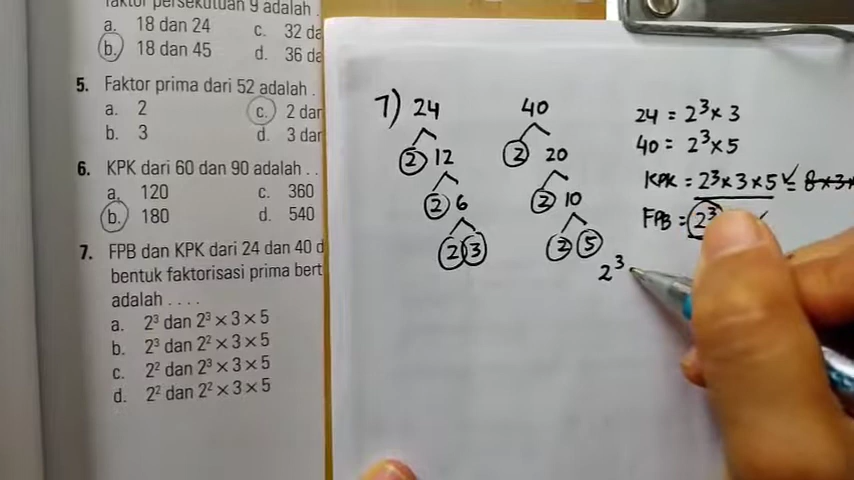 faktor persekutuan 9 adalah .
a. 18 dan 24 c. 32 da
b. 18 dan 45 d. 36 da
5. Faktor prima dari 52 adalah .
a. 2 c. 2 dan
b. 3 d. 3 dan
6. KPK dari 60 dan 90 adalah . .
a. 120 c. 360
b. 180 d. 540
7. FPB dan KPK dari 24 dan 40 d
bentuk faktorisasi prima bert
adalah . . . .
a. 2³ dan 2³ × 3 × 5
b. 2³ dan 2² × 3 × 5
c. 2² dan 2³ × 3 × 5
d. 2² dan 2² × 3 × 5
7) 24 40
2 12 2 20
2 6 2 10
2 3 2 5
24 = 2³ × 3
40 = 2³ × 5
KPK = 2³ × 3 × 5 = 8 × 3 ×
FPB = 2³
2³